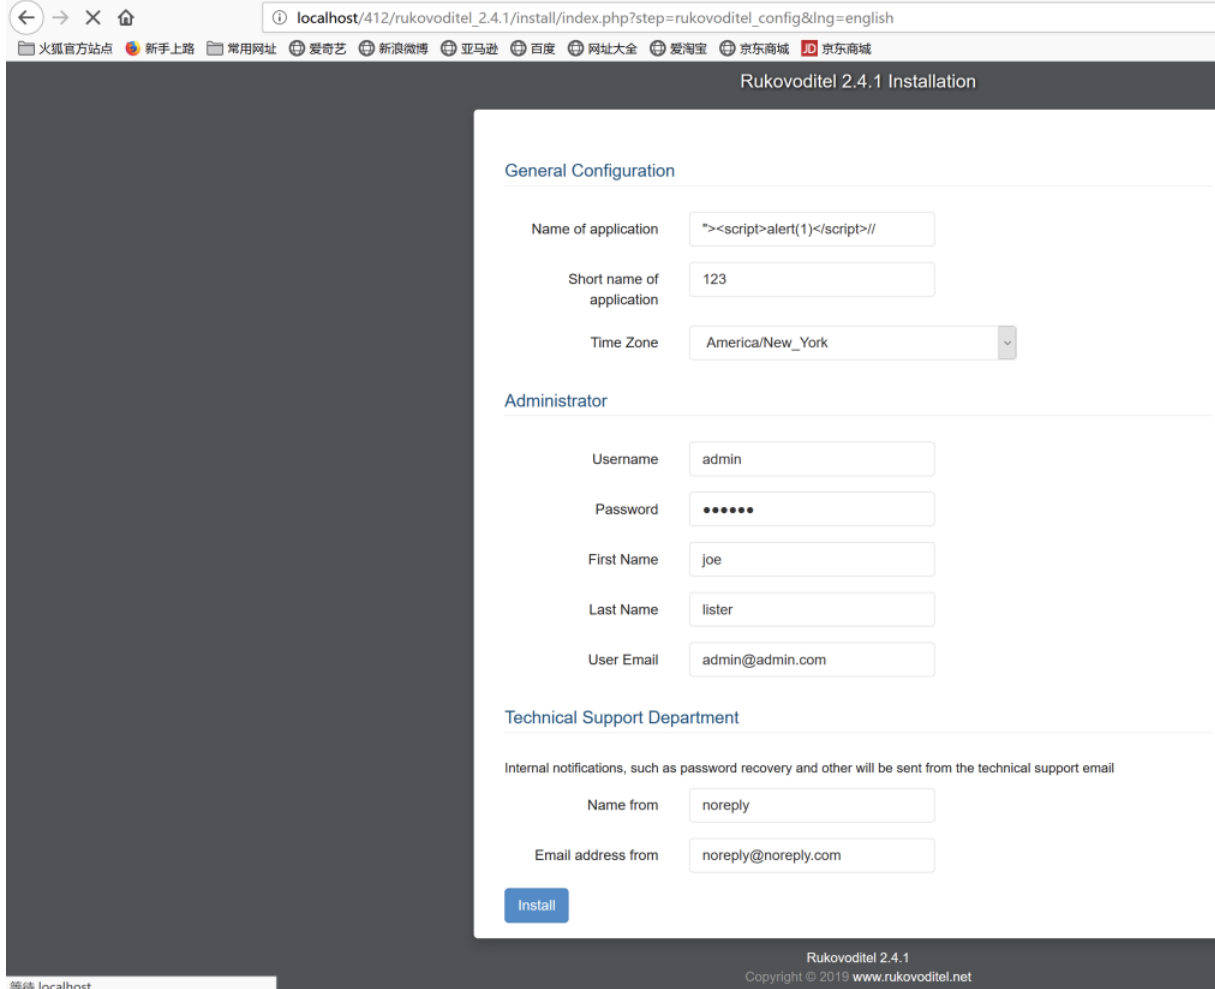 localhost/412/rukovoditel_2.4.1/install/index.php?step=rukovoditel_config&lng=english
火狐官方站点 新手上路 常用网址 爱奇艺 新浪微博 亚马逊 百度 网址大全 爱淘宝 京东商城 JD 京东商城
Rukovoditel 2.4.1 Installation
General Configuration
Name of application "><script>alert(1)</script>//
Short name of
application 123
Time Zone America/New_York
Administrator
Username admin
Password ●●●●●●
First Name joe
Last Name lister
User Email admin@admin.com
Technical Support Department
Internal notifications, such as password recovery and other will be sent from the technical support email
Name from noreply
Email address from noreply@noreply.com
Install
Rukovoditel 2.4.1
Copyright © 2019 www.rukovoditel.net
等待 localhost